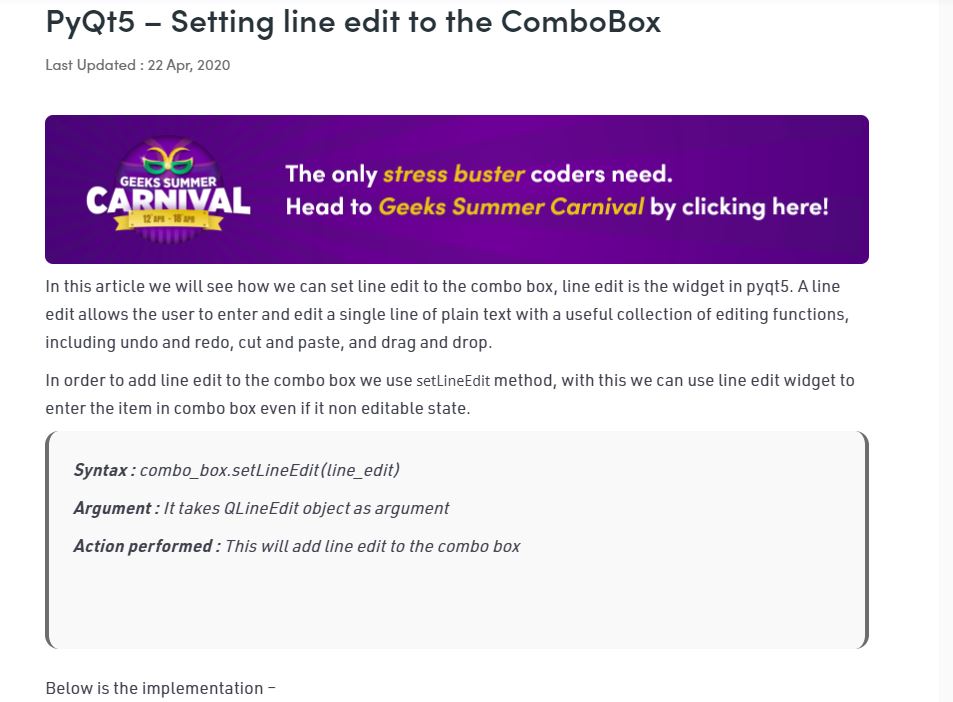 PyQt5 – Setting line edit to the ComboBox
Last Updated : 22 Apr, 2020
GEEKS SUMMER
CARNIVAL
12 APR - 18 APR
The only stress buster coders need.
Head to Geeks Summer Carnival by clicking here!
In this article we will see how we can set line edit to the combo box, line edit is the widget in pyqt5. A line
edit allows the user to enter and edit a single line of plain text with a useful collection of editing functions,
including undo and redo, cut and paste, and drag and drop.
In order to add line edit to the combo box we use setLineEdit method, with this we can use line edit widget to
enter the item in combo box even if it non editable state.
Syntax : combo_box.setLineEdit(line_edit)
Argument : It takes QLineEdit object as argument
Action performed : This will add line edit to the combo box
Below is the implementation –